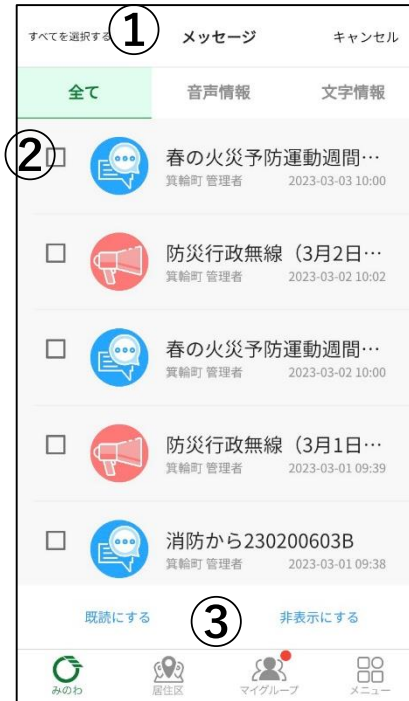 すべてを選択する ① メッセージ キャンセル
全て 音声情報 文字情報
②
春の火災予防運動週間…
箕輪町 管理者 2023-03-03 10:00
防災行政無線（3月2日…
箕輪町 管理者 2023-03-02 10:02
春の火災予防運動週間…
箕輪町 管理者 2023-03-02 10:00
防災行政無線（3月1日…
箕輪町 管理者 2023-03-01 09:39
消防から230200603B
箕輪町 管理者 2023-03-01 09:38
既読にする ③ 非表示にする
みのわ 居住区 マイグループ メニュー